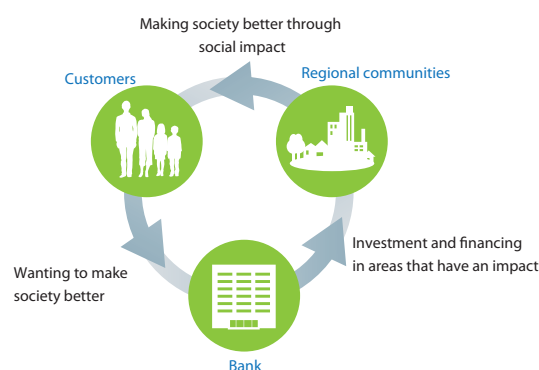 Making society better through
social impact
Customers
Regional communities
Investment and financing
in areas that have an impact
Wanting to make
society better
Bank